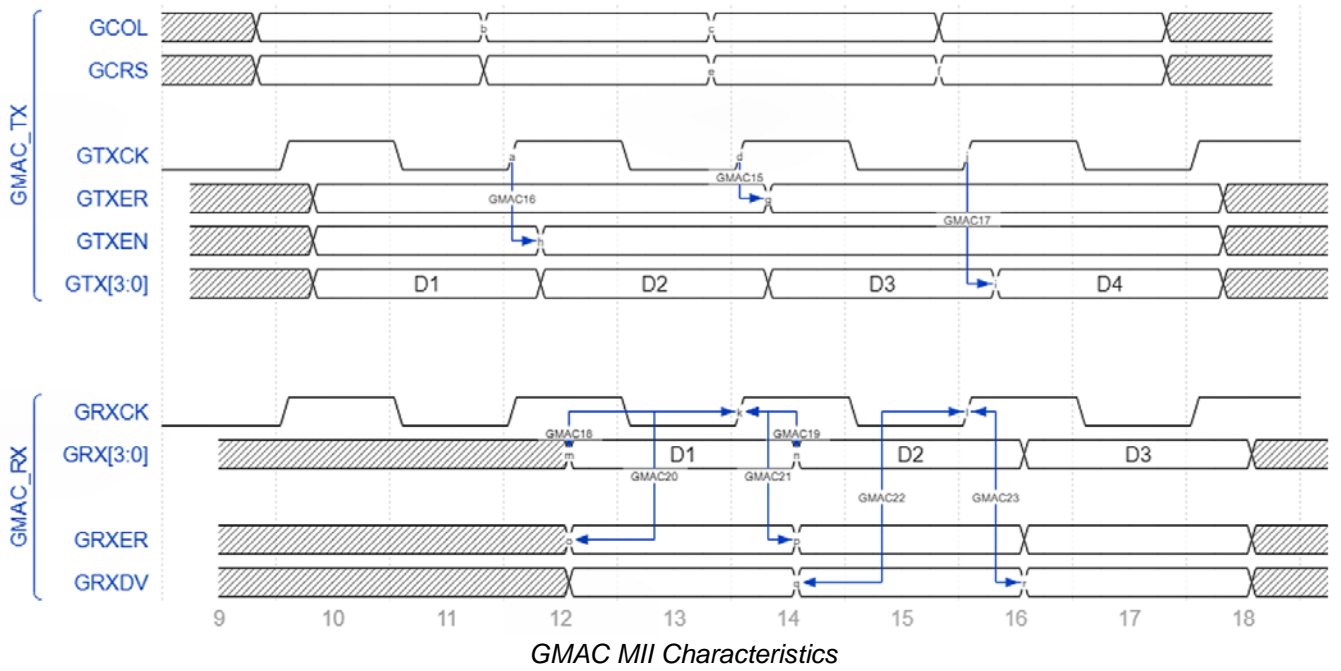 GMAC_TX
GCOL b c
GCRS e f
GTXCK a d
GMAC15
GTXER g
GMAC16
GMAC17
GTXEN h
GTX[3:0] D1 D2 D3 D4
GMAC_RX
GRXCK k l
GMAC18 GMAC19
GRX[3:0] m D1 n D2 D3
GMAC20 GMAC21
GMAC22 GMAC23
GRXER o p
GRXDV q r
9 10 11 12 13 14 15 16 17 18
GMAC MII Characteristics